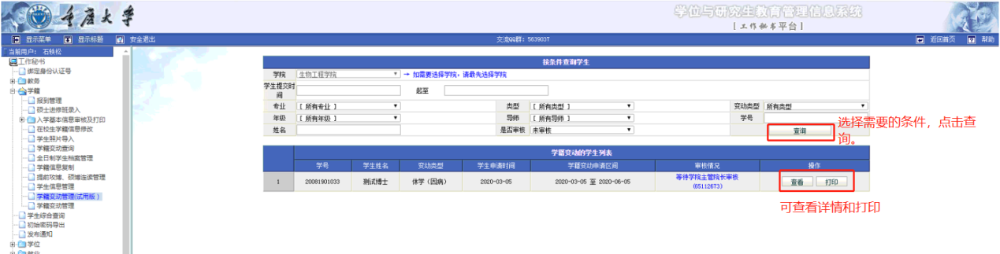 重庆大学
学位与研究生教育管理信息系统
|工作秘书平台|
显示菜单 显示标题 安全退出 交流QQ群: 5639037 返回首页 帮助
当前用户: 石轶松
工作秘书
绑定身份认证号
教务
学籍
报到管理
硕士进修班录入
入学基本信息审核及打印
在校生学籍信息修改
学生照片导入
学籍变动查询
全日制学生档案管理
学籍信息复制
提前攻博、硕博连读管理
学生信息管理
学籍变动管理(试用版)
学籍变动管理
学生综合查询
初始密码导出
发布通知
学位
按条件查询学生
学院 生物工程学院 → 如需要选择学院,请最先选择学院
学生提交时间 起至
专业 [ 所有专业 ] 类型 [ 所有类型 ] 变动类型 所有类型
年级 [ 所有年级 ] 导师 [ 所有导师 ] 学号
姓名 是否审核 未审核 查询
选择需要的条件，点击查
询。
学籍变动的学生列表
学号 学生姓名 变动类型 学生申请时间 学籍变动申请区间 审核情况 操作
1 20081901033 测试博士 休学（因病） 2020-03-05 2020-03-05 至 2020-06-05 等待学院主管院长审核 (65112673) 查看 打印
可查看详情和打印